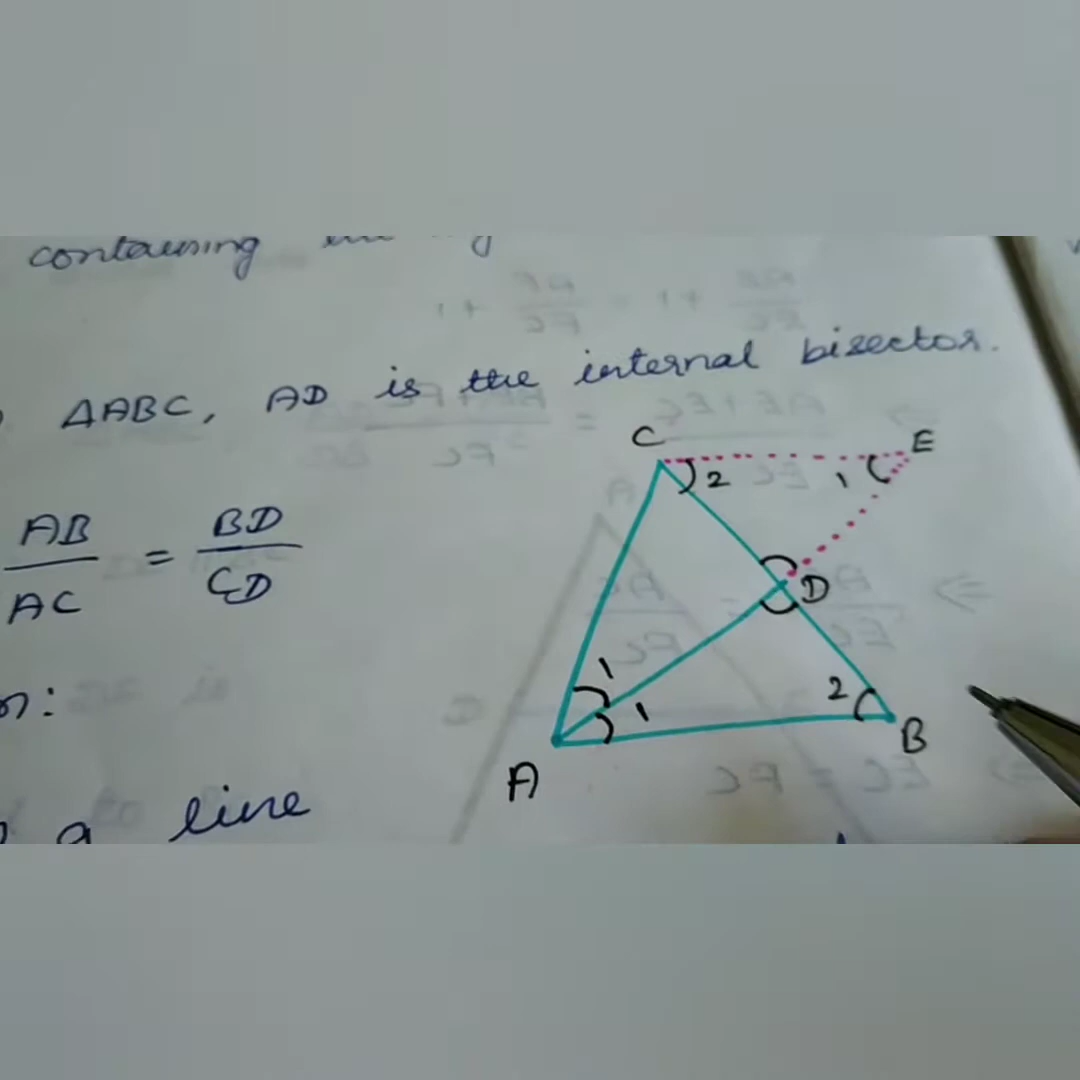 containing
ΔABC, AD is the internal bisector.
AB/AC = BD/CD
C
E
2
1
D
1
1
2
A
B
a line